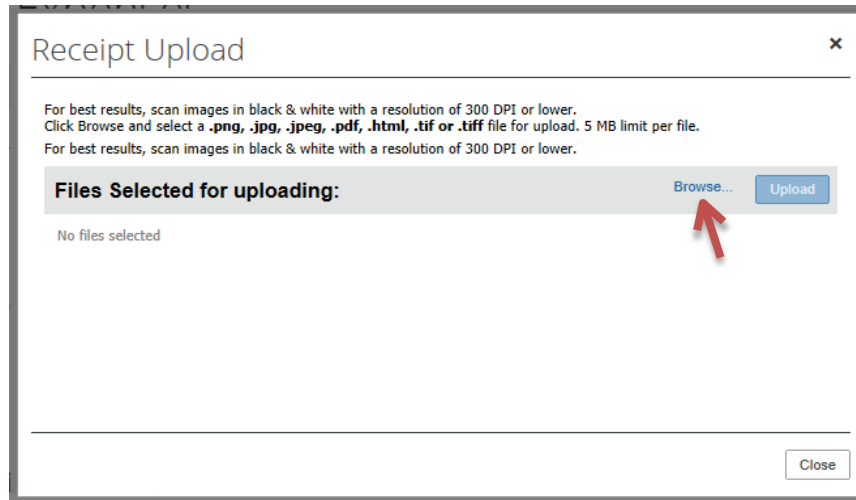 Receipt Upload
×
For best results, scan images in black & white with a resolution of 300 DPI or lower.
Click Browse and select a .png, .jpg, .jpeg, .pdf, .html, .tif or .tiff file for upload. 5 MB limit per file.
For best results, scan images in black & white with a resolution of 300 DPI or lower.
Files Selected for uploading: Browse... Upload
No files selected
Close